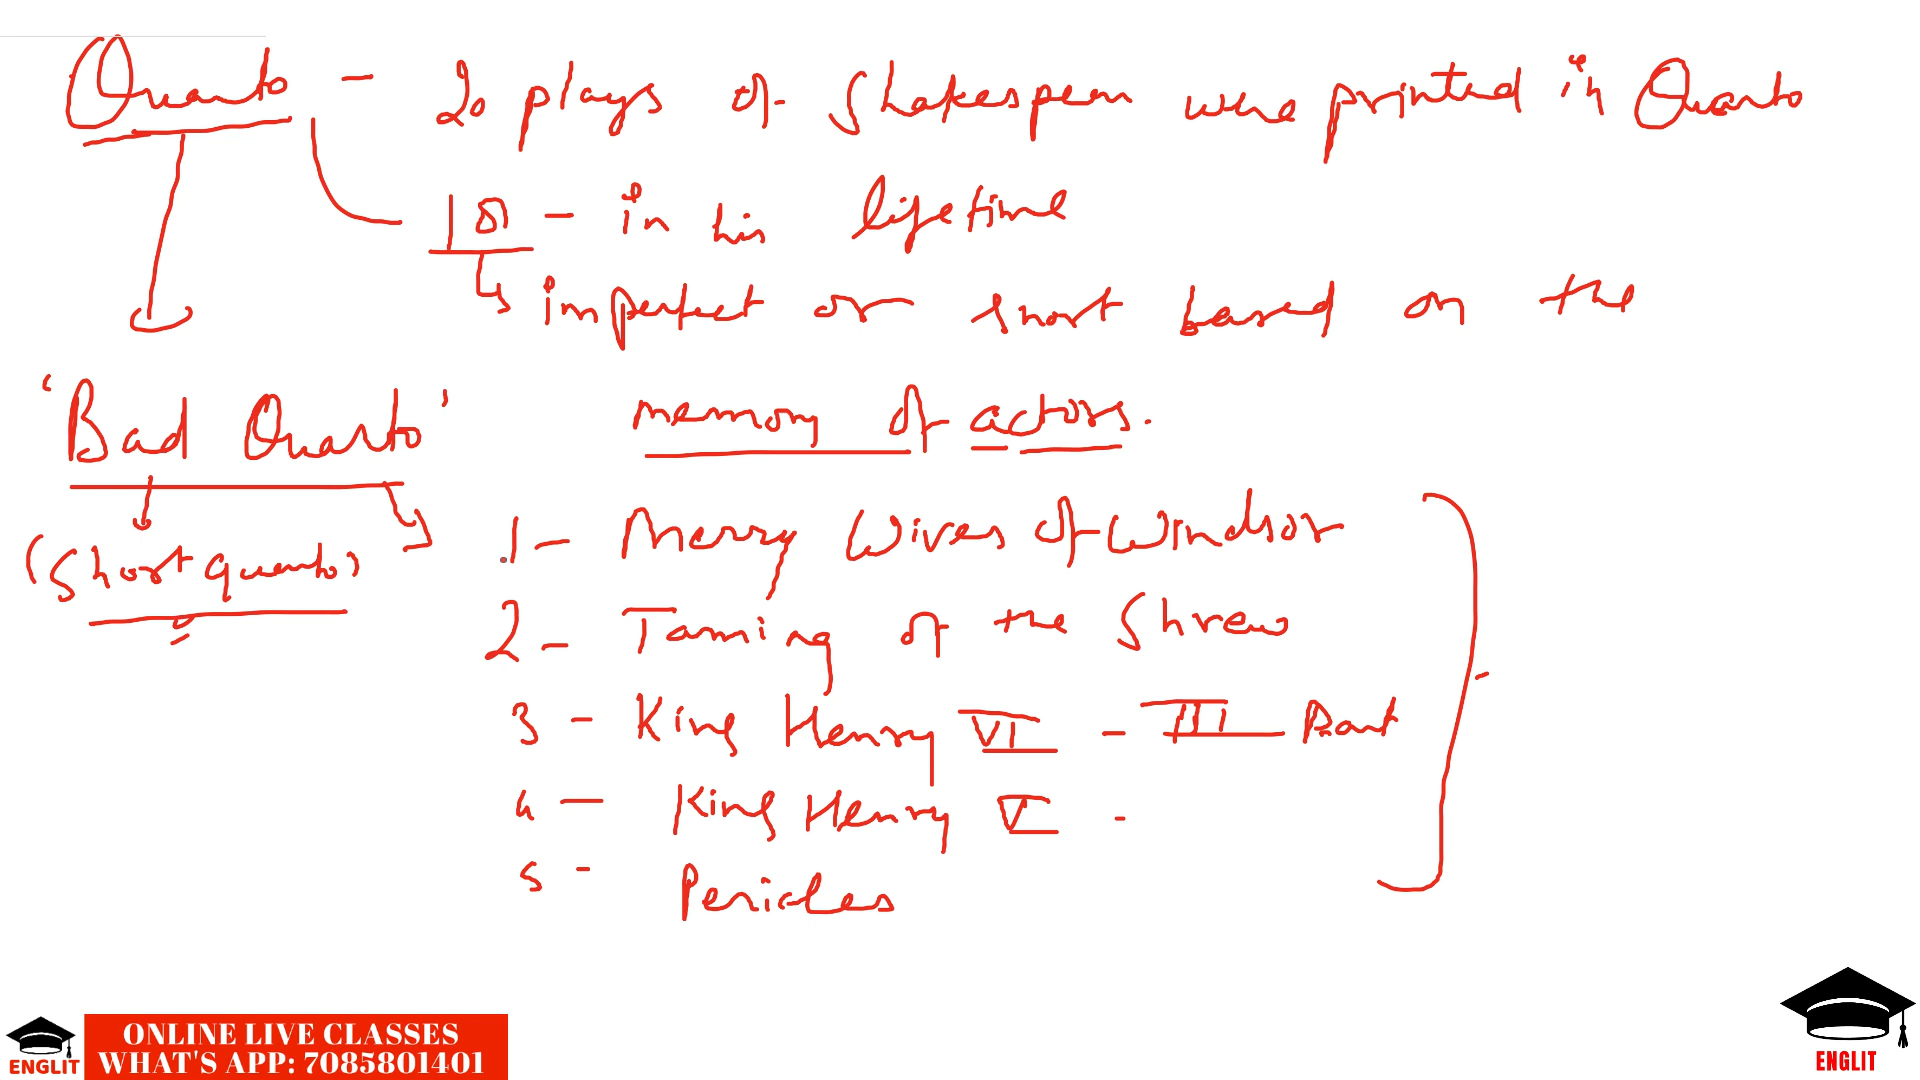 Quarto - 20 plays of Shakespear were printed in Quarto
18 - in his lifetime
imperfect or short based on the
memory of actors.
'Bad Quarto'
(Short quarto)
1 - Merry Wives of Windsor
2 - Taming of the Shrew
3 - King Henry VI - III Part
4 - King Henry V -
5 - Pericles
ENGLIT
ONLINE LIVE CLASSES
WHAT'S APP: 7085801401
ENGLIT